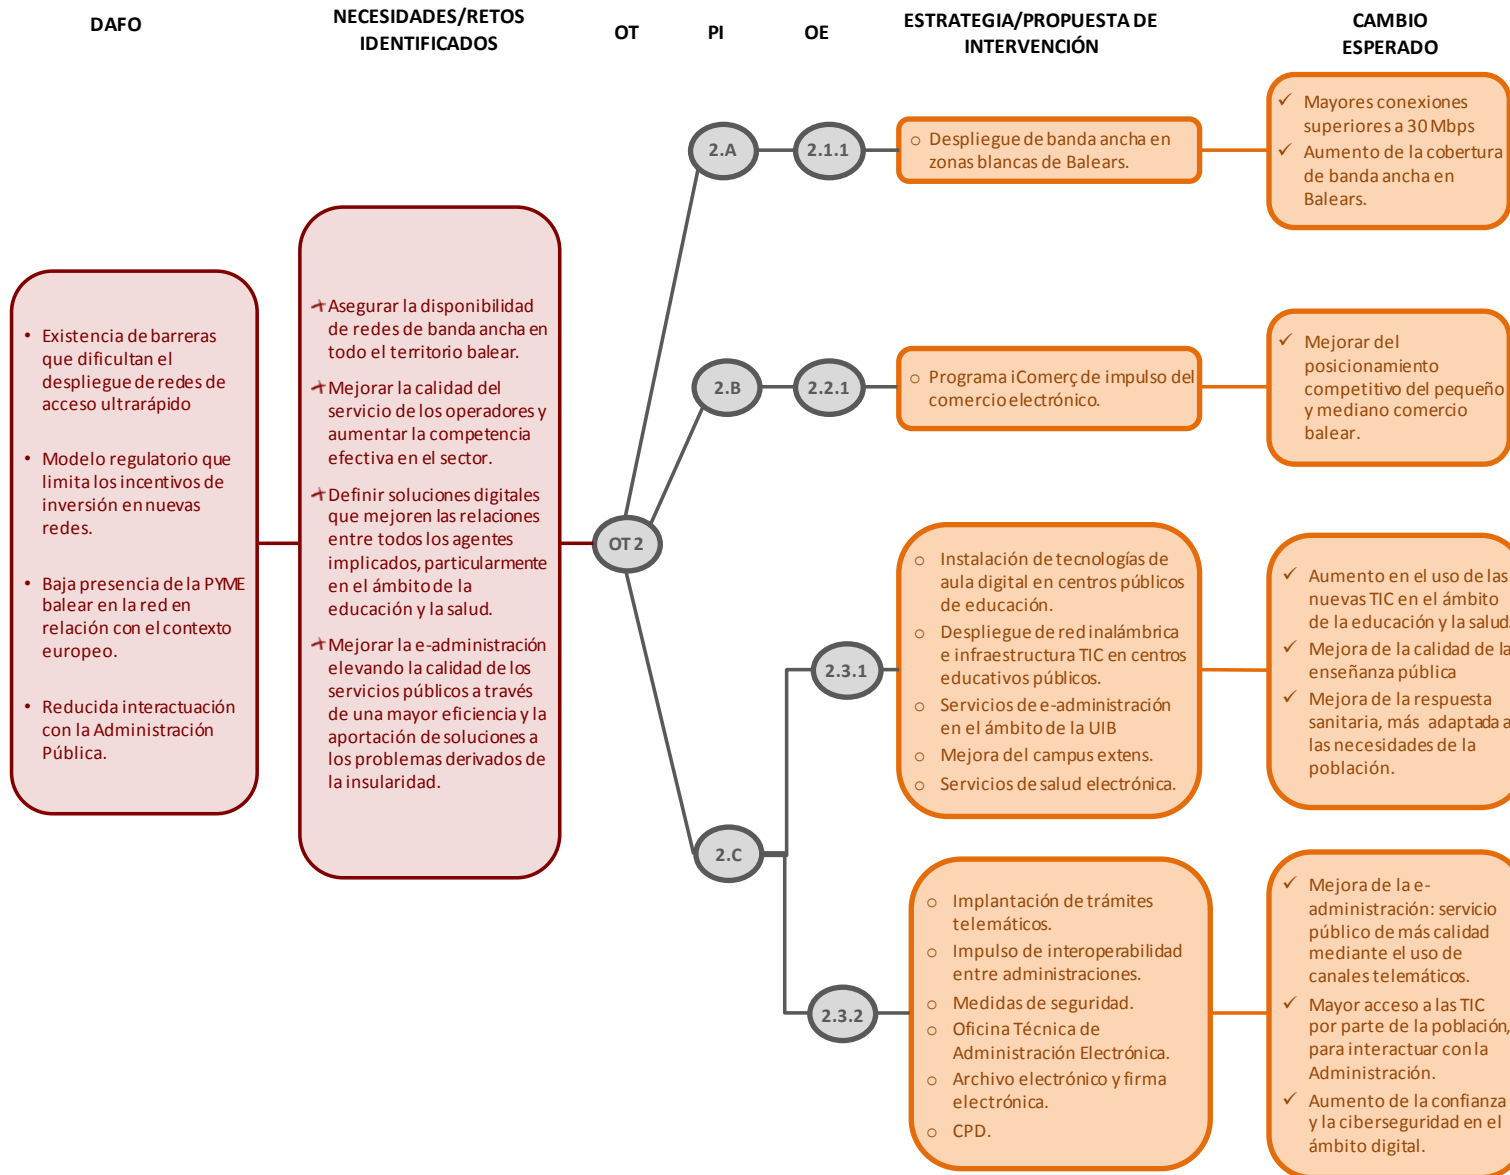 DAFO
NECESIDADES/RETOS
IDENTIFICADOS
OT
PI
OE
ESTRATEGIA/PROPUESTA DE
INTERVENCIÓN
CAMBIO
ESPERADO
• Existencia de barreras
que dificultan el
despliegue de redes de
acceso ultrarápido
• Modelo regulatorio que
limita los incentivos de
inversión en nuevas
redes.
• Baja presencia de la PYME
balear en la red en
relación con el contexto
europeo.
• Reducida interactuación
con la Administración
Pública.
Asegurar la disponibilidad
de redes de banda ancha en
todo el territorio balear.
Mejorar la calidad del
servicio de los operadores y
aumentar la competencia
efectiva en el sector.
Definir soluciones digitales
que mejoren las relaciones
entre todos los agentes
implicados, particularmente
en el ámbito de la
educación y la salud.
Mejorar la e-administración
elevando la calidad de los
servicios públicos a través
de una mayor eficiencia y la
aportación de soluciones a
los problemas derivados de
la insularidad.
OT 2
2.A
2.1.1
o Despliegue de banda ancha en
zonas blancas de Balears.
✓ Mayores conexiones
superiores a 30 Mbps
✓ Aumento de la cobertura
de banda ancha en
Balears.
2.B
2.2.1
o Programa iComerç de impulso del
comercio electrónico.
✓ Mejorar del
posicionamiento
competitivo del pequeño
y mediano comercio
balear.
2.C
2.3.1
o Instalación de tecnologías de
aula digital en centros públicos
de educación.
o Despliegue de red inalámbrica
e infraestructura TIC en centros
educativos públicos.
o Servicios de e-administración
en el ámbito de la UIB
o Mejora del campus extens.
o Servicios de salud electrónica.
✓ Aumento en el uso de las
nuevas TIC en el ámbito
de la educación y la salud.
✓ Mejora de la calidad de la
enseñanza pública
✓ Mejora de la respuesta
sanitaria, más adaptada a
las necesidades de la
población.
2.3.2
o Implantación de trámites
telemáticos.
o Impulso de interoperabilidad
entre administraciones.
o Medidas de seguridad.
o Oficina Técnica de
Administración Electrónica.
o Archivo electrónico y firma
electrónica.
o CPD.
✓ Mejora de la e-
administración: servicio
público de más calidad
mediante el uso de
canales telemáticos.
✓ Mayor acceso a las TIC
por parte de la población,
para interactuar con la
Administración.
✓ Aumento de la confianza
y la ciberseguridad en el
ámbito digital.